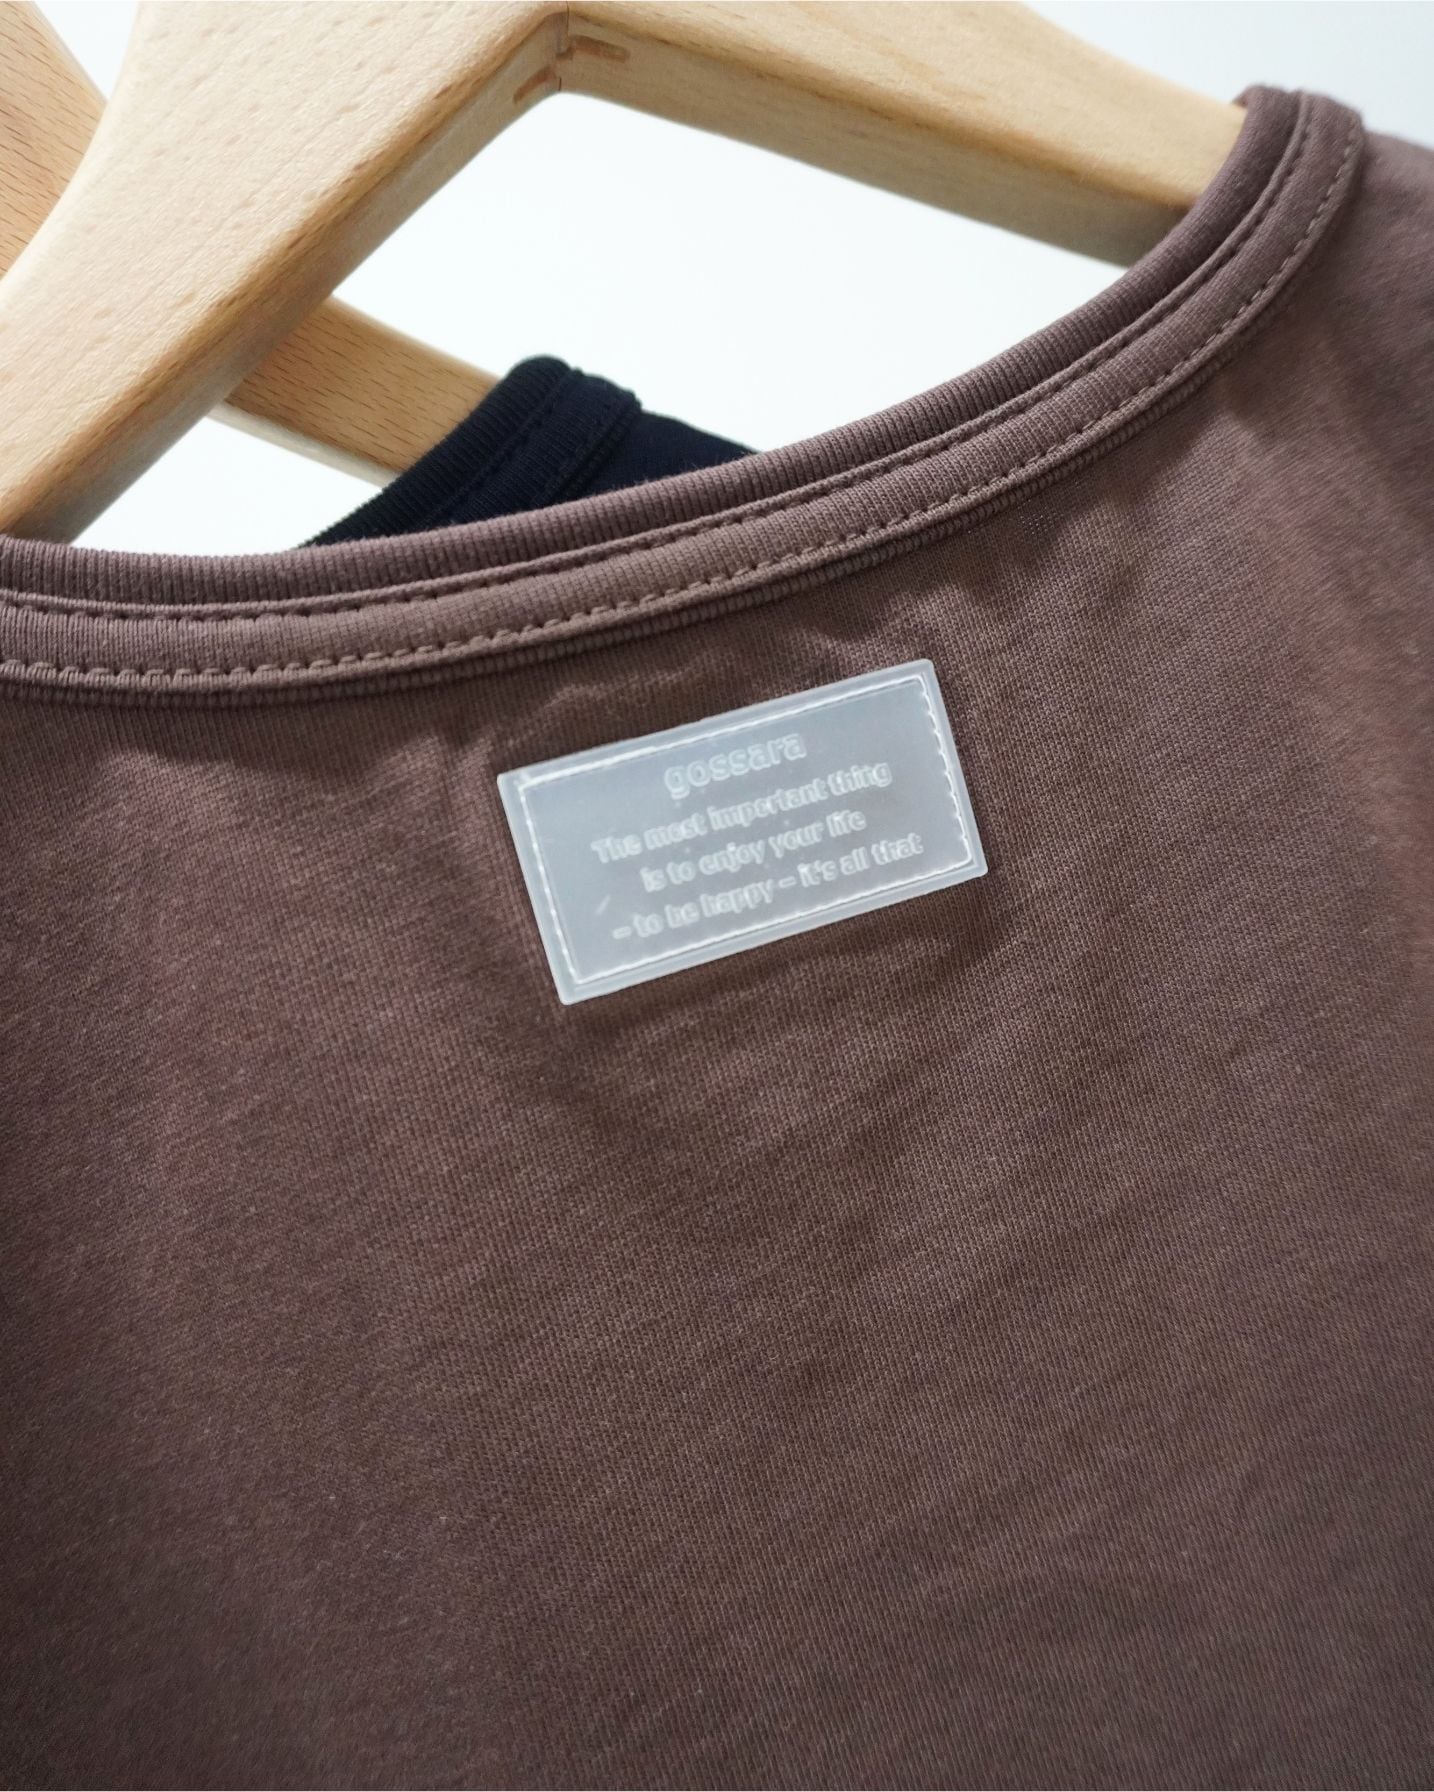 gossara
The most important thing
is to enjoy your life
– to be happy – it's all that